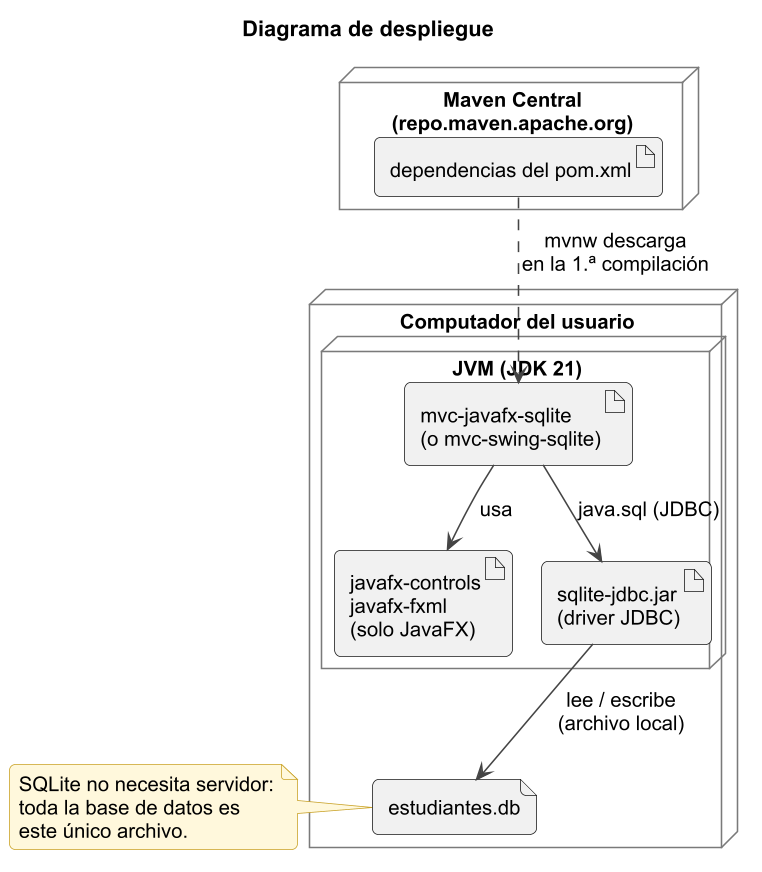 Diagrama de despliegue
Maven Central
(repo.maven.apache.org)
dependencias del pom.xml
mvnw descarga
en la 1.ª compilación
Computador del usuario
JVM (JDK 21)
mvc-javafx-sqlite
(o mvc-swing-sqlite)
usa
java.sql (JDBC)
javafx-controls
javafx-fxml
(solo JavaFX)
sqlite-jdbc.jar
(driver JDBC)
lee / escribe
(archivo local)
SQLite no necesita servidor:
toda la base de datos es
este único archivo.
estudiantes.db